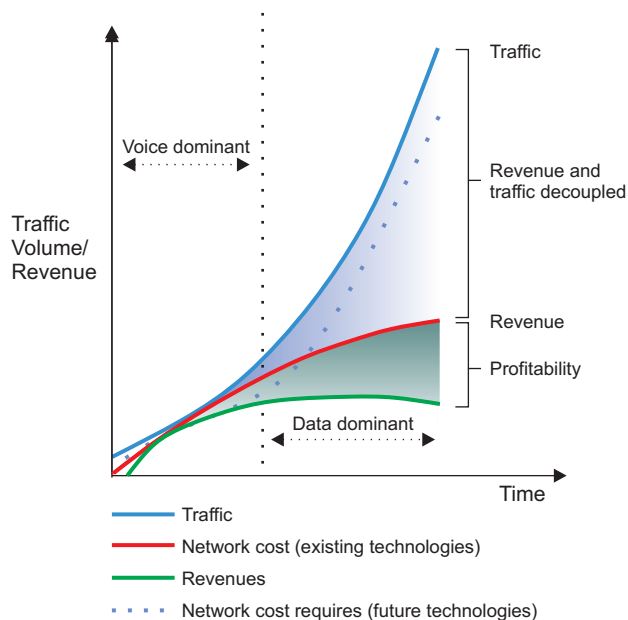 Traffic
Voice dominant
Revenue and
traffic decoupled
Traffic
Volume/
Revenue
Revenue
Profitability
Data dominant
Time
Traffic
Network cost (existing technologies)
Revenues
Network cost requires (future technologies)